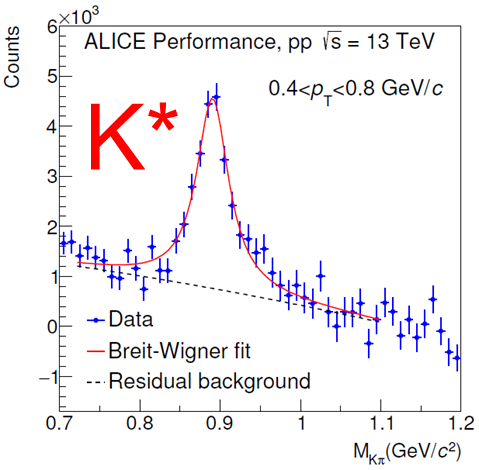 6 ×10³
ALICE Performance, pp √s = 13 TeV
0.4<p_T<0.8 GeV/c
K*
Counts
5
4
3
2
1
0
−1
Data
Breit-Wigner fit
Residual background
0.7 0.8 0.9 1 1.1 1.2
M_Kπ(GeV/c²)